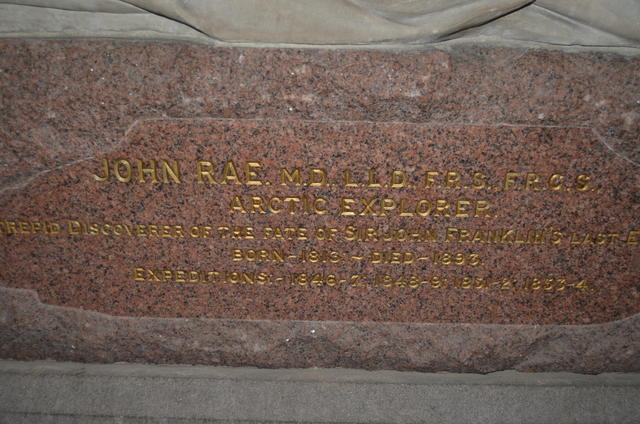 JOHN RAE. M.D. L.L.D. F.R.S. F.R.G.S.
ARCTIC EXPLORER.
DISCOVERER OF THE FATE OF SIR JOHN FRANKLIN'S LAST
BORN-1813.-DIED-1893.
EXPEDITIONS:-1846-7. 1848-9. 1851-2. 1853-4.